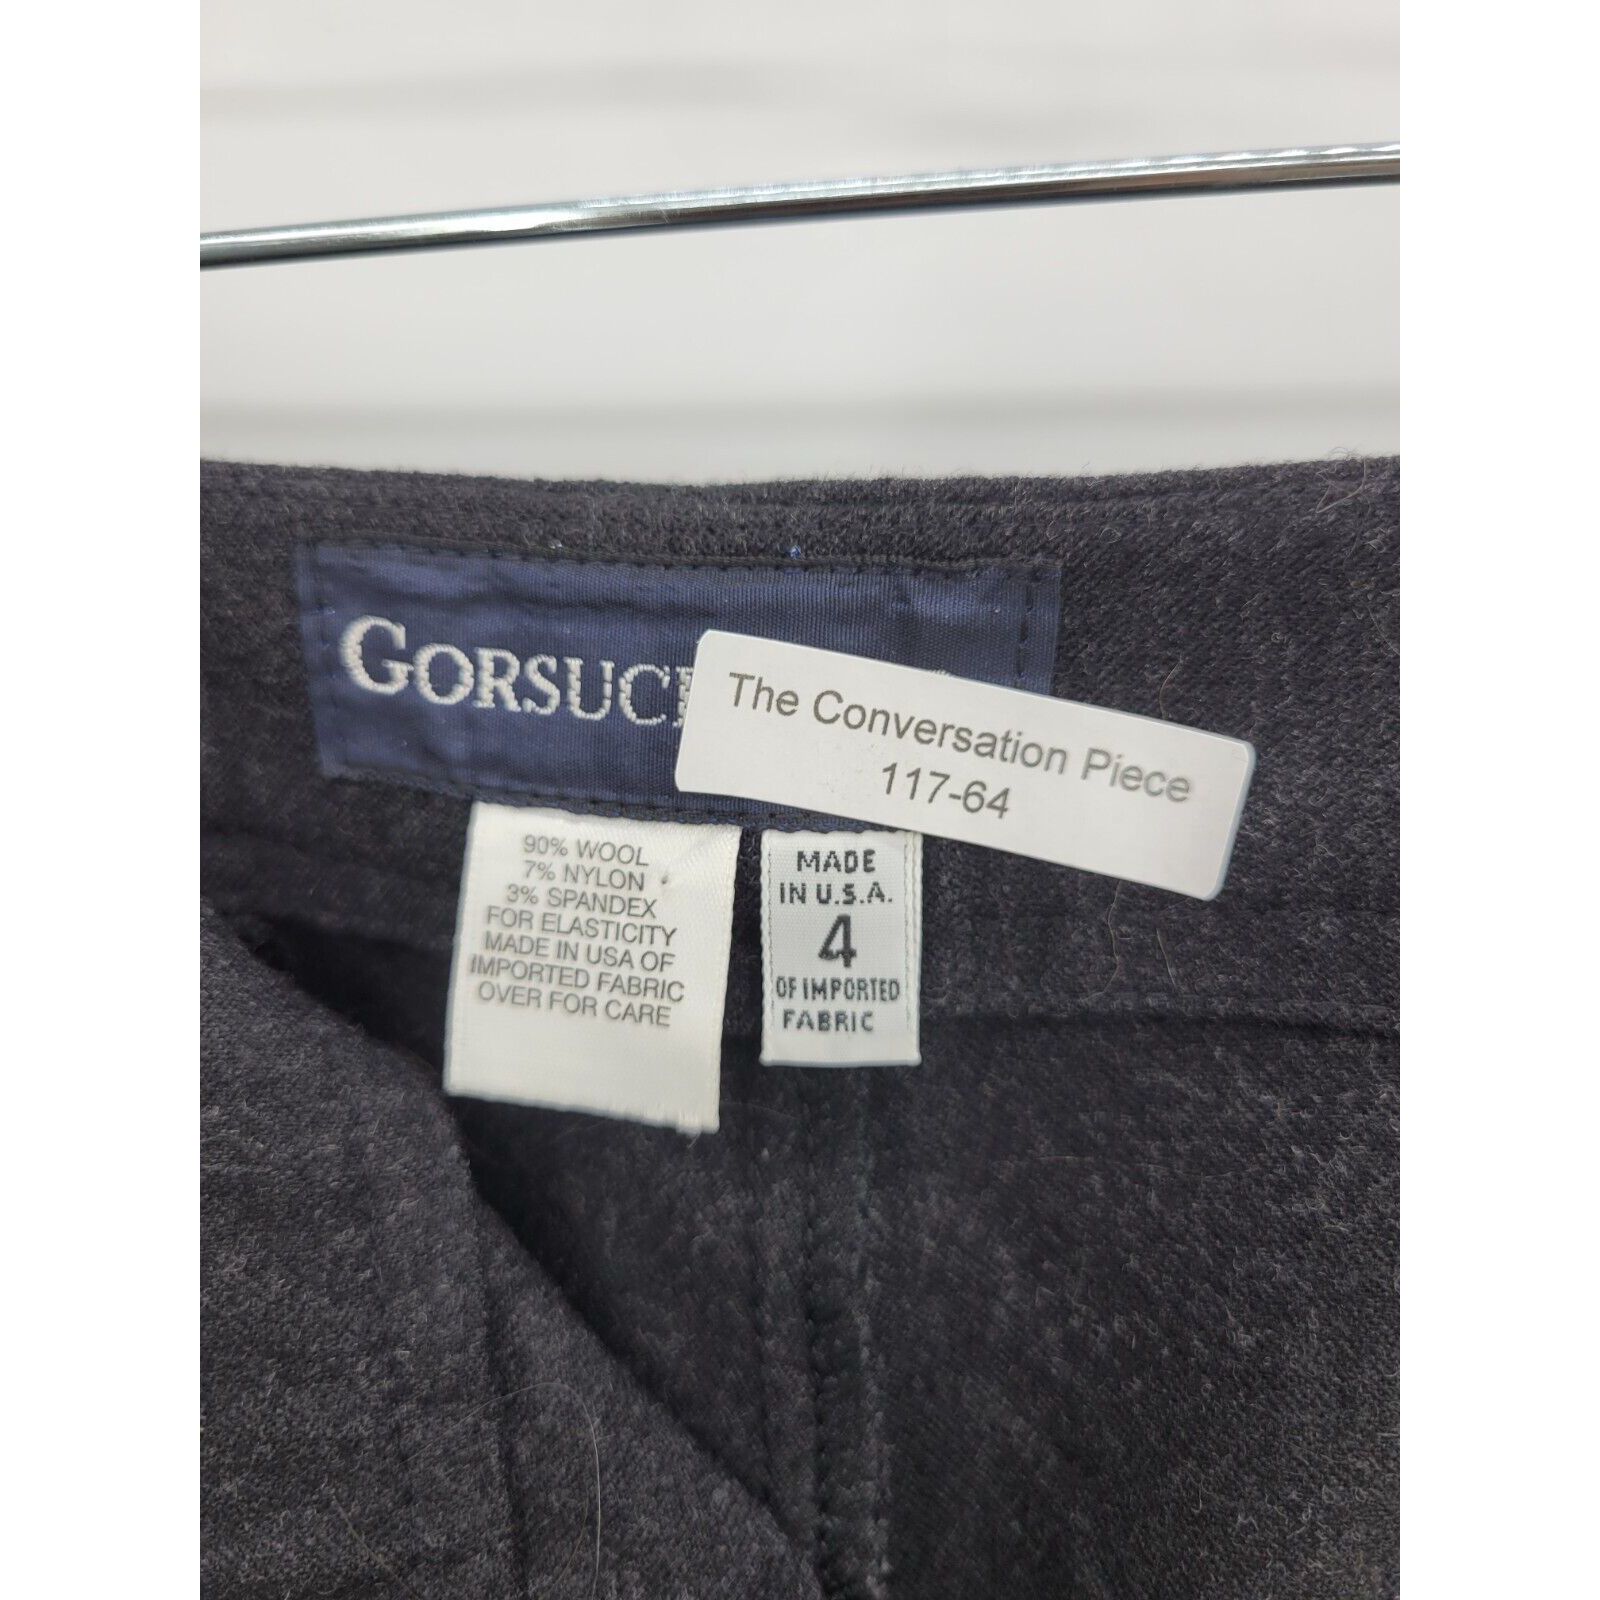 GORSUC
The Conversation Piece
117-64
90% WOOL
7% NYLON
3% SPANDEX
FOR ELASTICITY
MADE IN USA OF
IMPORTED FABRIC
OVER FOR CARE
MADE
IN U.S.A.
4
OF IMPORTED
FABRIC